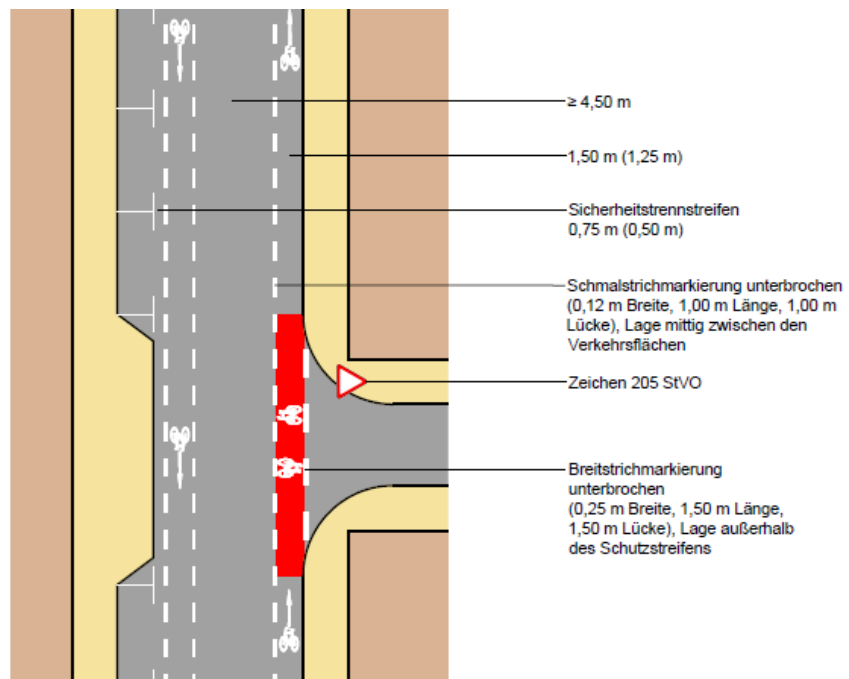 ≥ 4,50 m
1,50 m (1,25 m)
Sicherheitstrennstreifen
0,75 m (0,50 m)
Schmalstrichmarkierung unterbrochen
(0,12 m Breite, 1,00 m Länge, 1,00 m
Lücke), Lage mittig zwischen den
Verkehrsflächen
Zeichen 205 StVO
Breitstrichmarkierung
unterbrochen
(0,25 m Breite, 1,50 m Länge,
1,50 m Lücke), Lage außerhalb
des Schutzstreifens